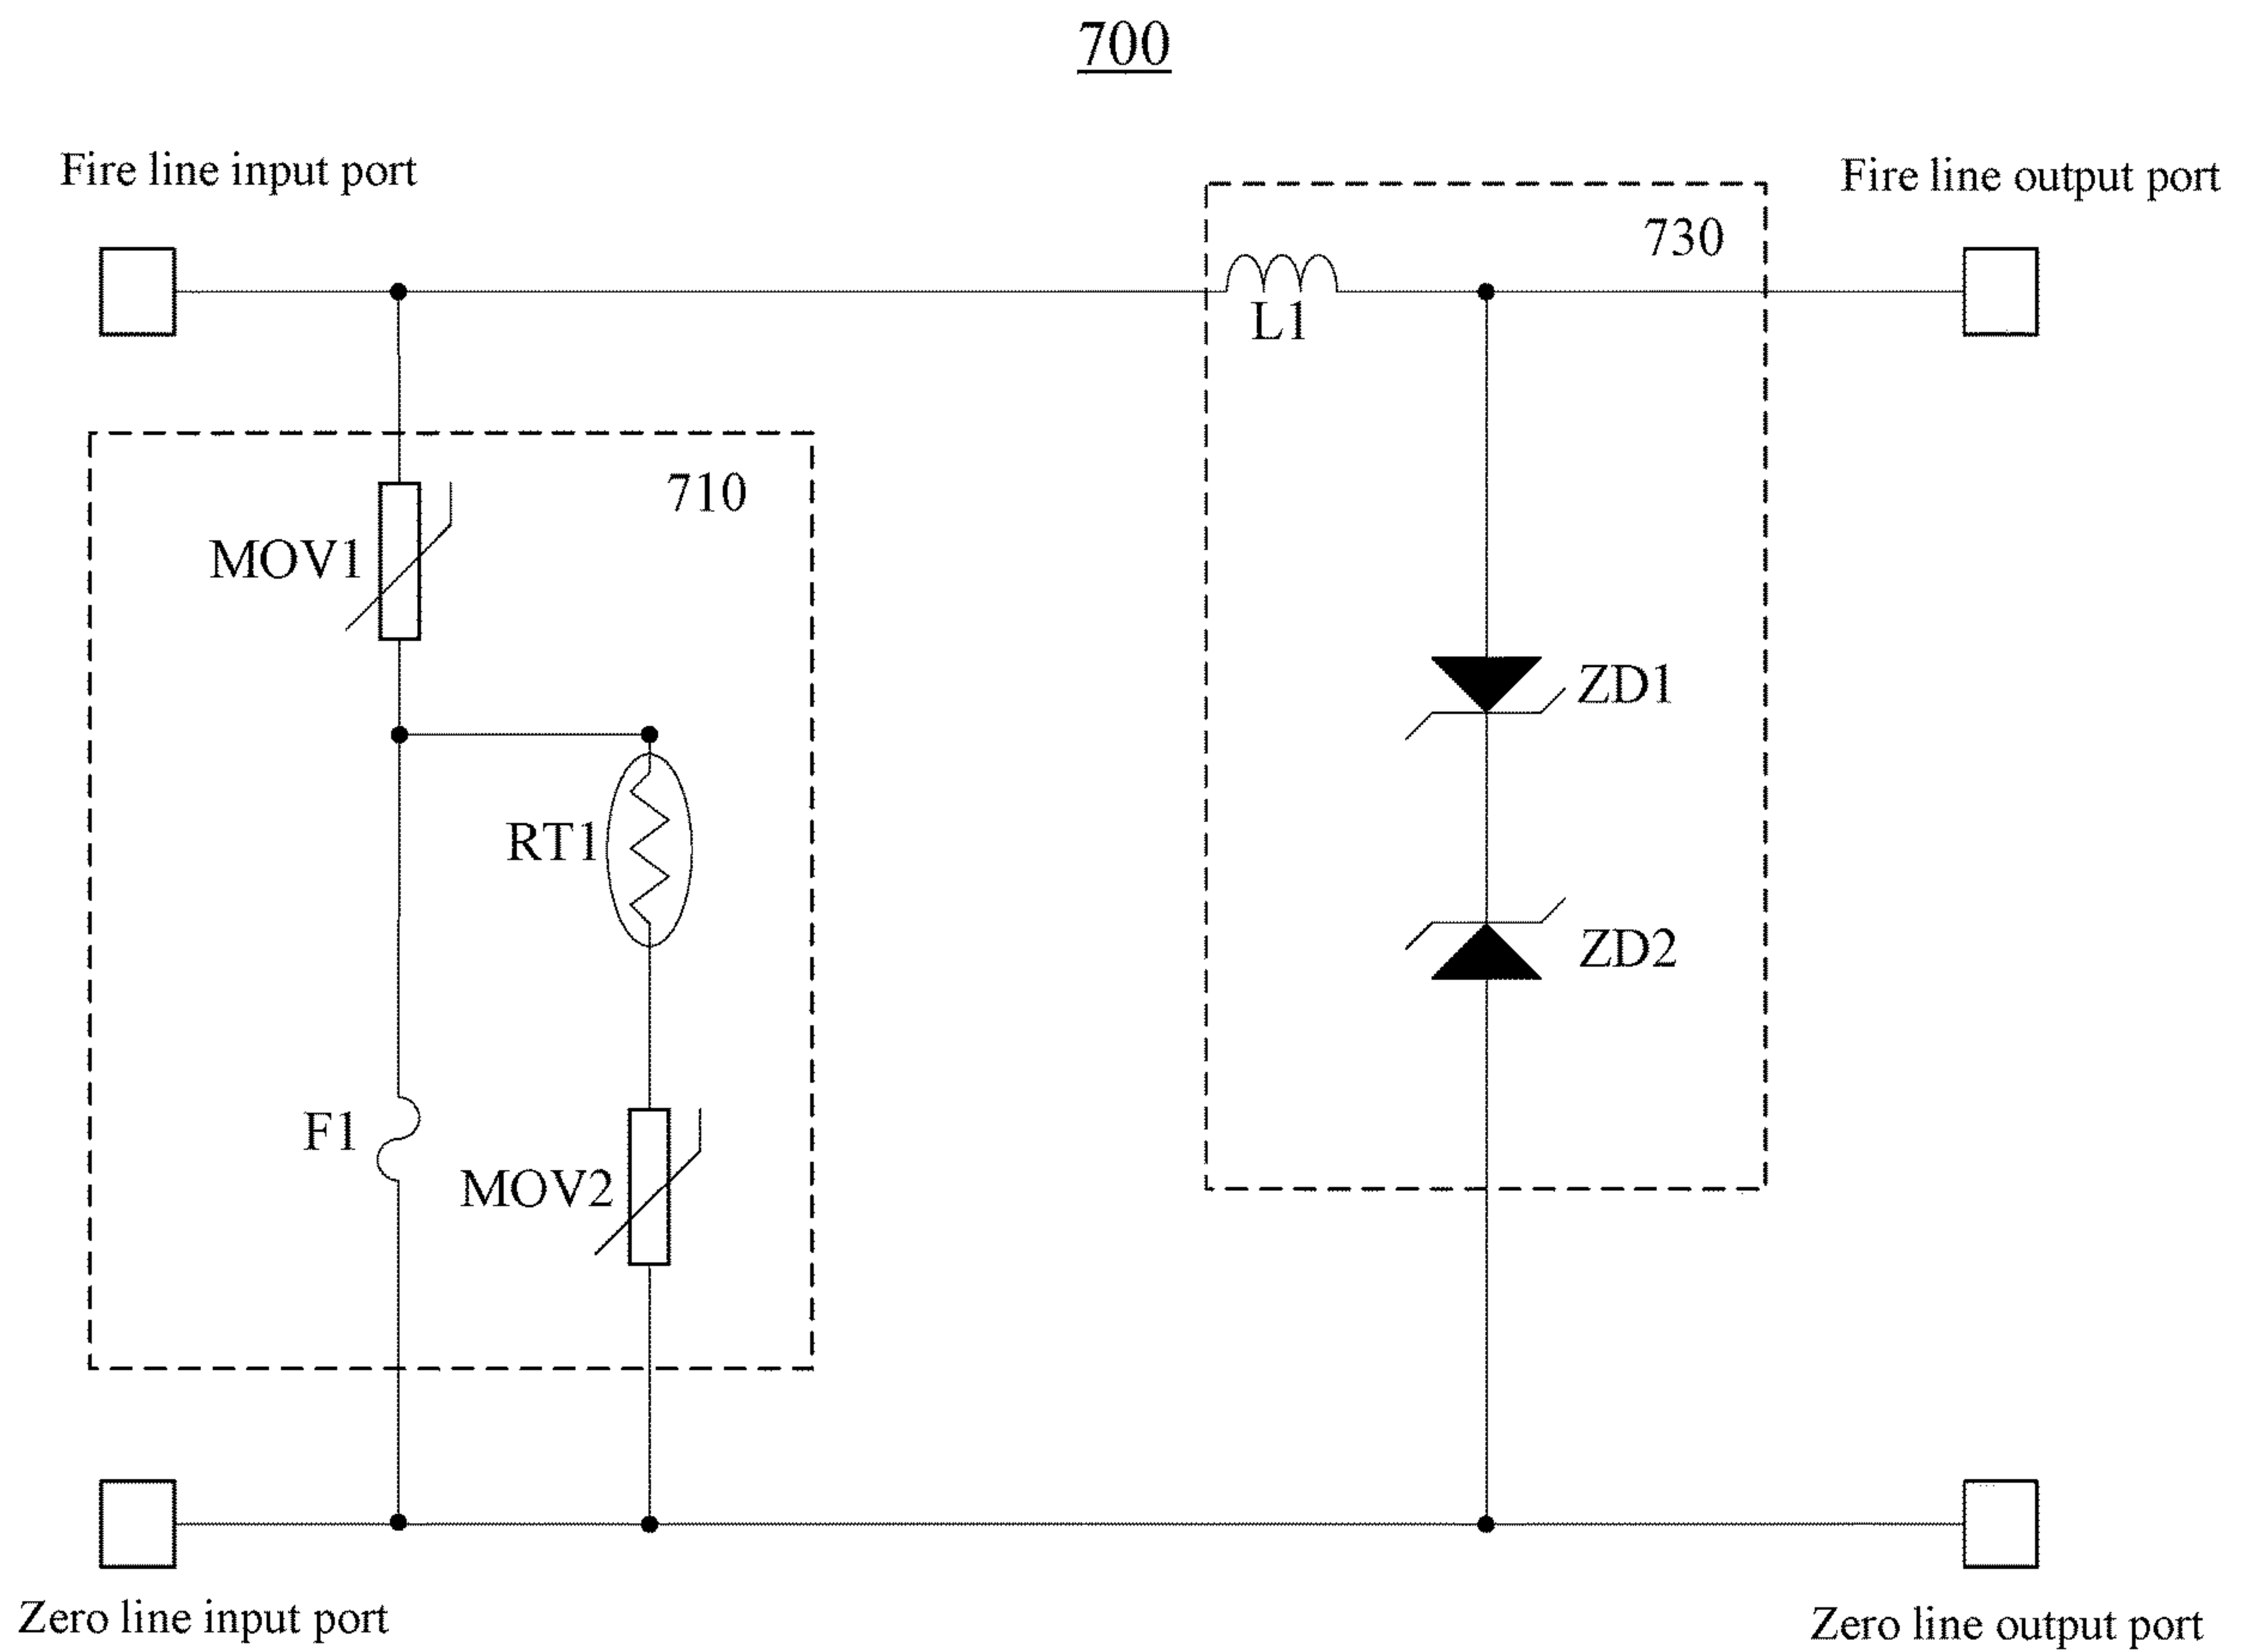 700
Fire line input port
Fire line output port
730
L1
710
MOV1
ZD1
RT1
ZD2
F1
MOV2
Zero line input port
Zero line output port